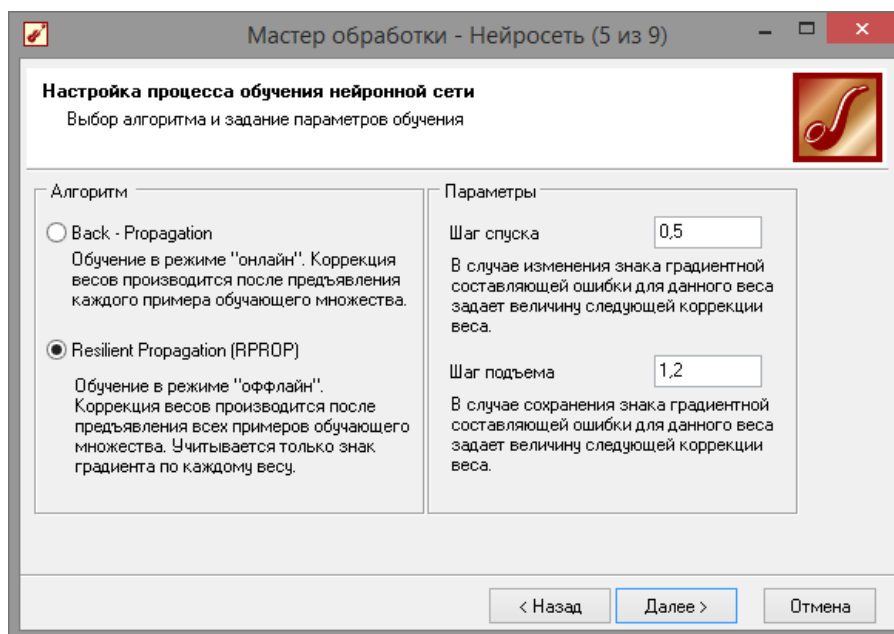 Мастер обработки - Нейросеть (5 из 9)
Настройка процесса обучения нейронной сети
Выбор алгоритма и задание параметров обучения
Алгоритм
Back - Propagation
Обучение в режиме "онлайн". Коррекция
весов производится после предъявления
каждого примера обучающего множества.
Resilient Propagation (RPROP)
Обучение в режиме "оффлайн".
Коррекция весов производится после
предъявления всех примеров обучающего
множества. Учитывается только знак
градиента по каждому весу.
Параметры
Шаг спуска 0,5
В случае изменения знака градиентной
составляющей ошибки для данного веса
задает величину следующей коррекции
веса.
Шаг подъема 1,2
В случае сохранения знака градиентной
составляющей ошибки для данного веса
задает величину следующей коррекции
веса.
< Назад Далее > Отмена